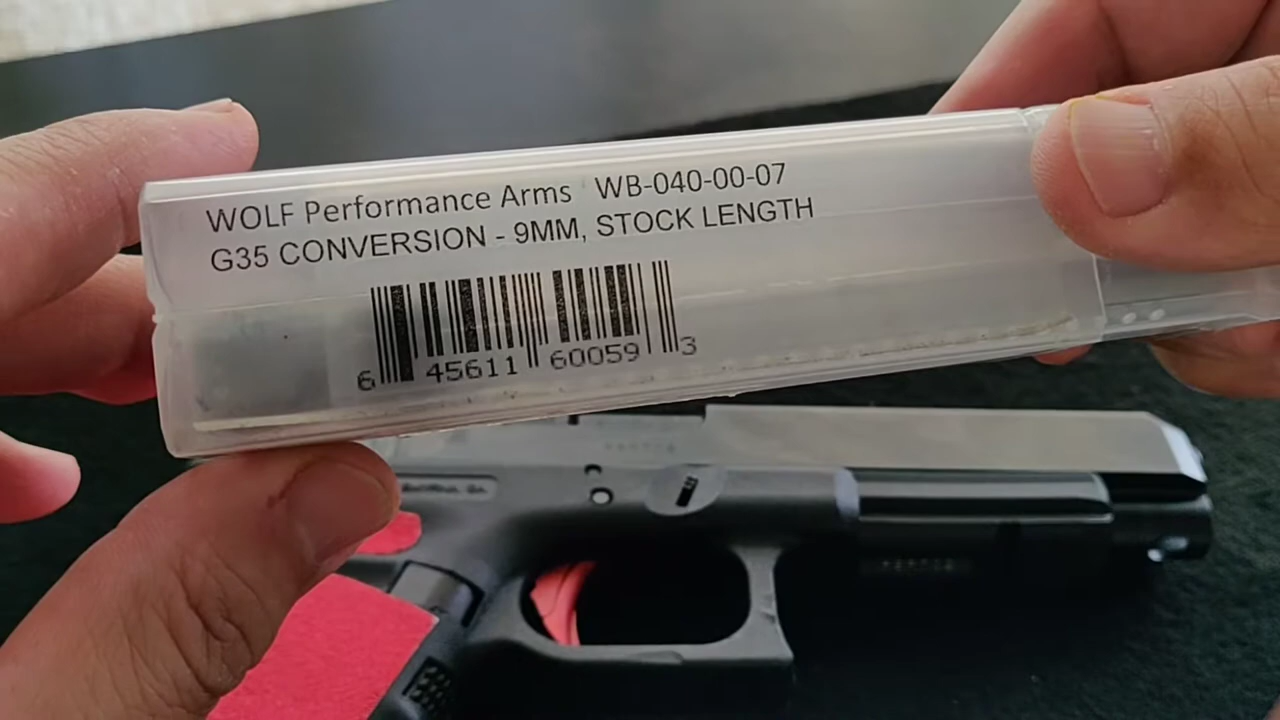 WOLF Performance Arms WB-040-00-07
G35 CONVERSION - 9MM, STOCK LENGTH
6 45611 60059 3